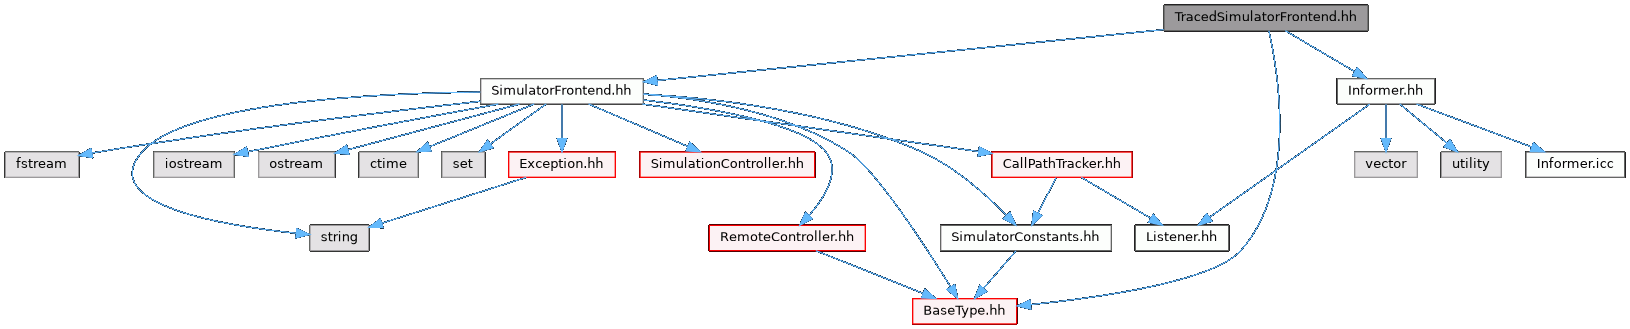 TracedSimulatorFrontend.hh
SimulatorFrontend.hh
Informer.hh
fstream
iostream
ostream
ctime
set
Exception.hh
SimulationController.hh
CallPathTracker.hh
vector
utility
Informer.icc
string
RemoteController.hh
SimulatorConstants.hh
Listener.hh
BaseType.hh